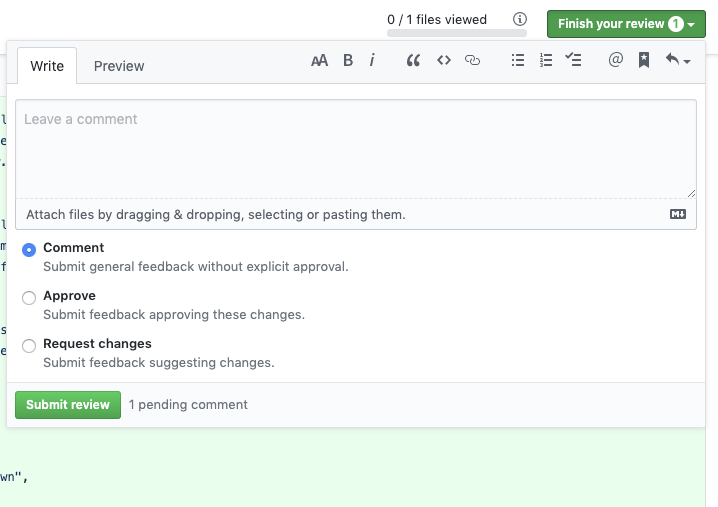 0 / 1 files viewed
Finish your review 1
Write
Preview
AA B i
Leave a comment
Attach files by dragging & dropping, selecting or pasting them.
Comment
Submit general feedback without explicit approval.
Approve
Submit feedback approving these changes.
Request changes
Submit feedback suggesting changes.
Submit review
1 pending comment
wn",